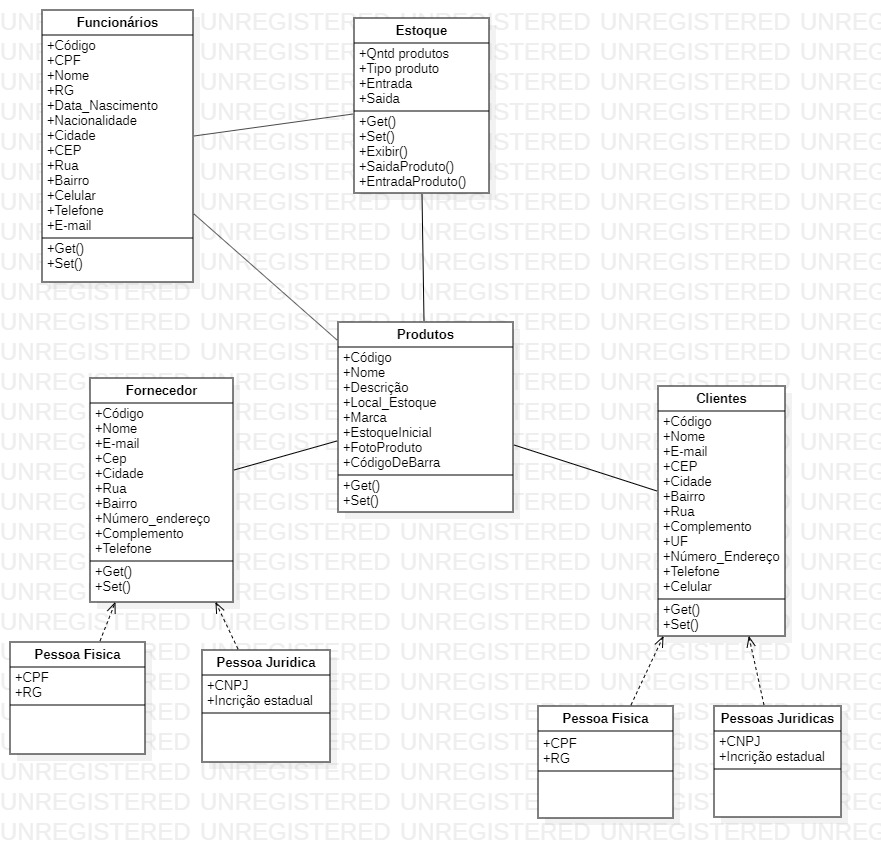 Funcionários
+Código
+CPF
+Nome
+RG
+Data_Nascimento
+Nacionalidade
+Cidade
+CEP
+Rua
+Bairro
+Celular
+Telefone
+E-mail
+Get()
+Set()
Estoque
+Qntd produtos
+Tipo produto
+Entrada
+Saida
+Get()
+Set()
+Exibir()
+SaidaProduto()
+EntradaProduto()
Produtos
+Código
+Nome
+Descrição
+Local_Estoque
+Marca
+EstoqueInicial
+FotoProduto
+CódigoDeBarra
+Get()
+Set()
Fornecedor
+Código
+Nome
+E-mail
+Cep
+Cidade
+Rua
+Bairro
+Número_endereço
+Complemento
+Telefone
+Get()
+Set()
Clientes
+Código
+Nome
+E-mail
+CEP
+Cidade
+Bairro
+Rua
+Complemento
+UF
+Número_Endereço
+Telefone
+Celular
+Get()
+Set()
Pessoa Fisica
+CPF
+RG
Pessoa Juridica
+CNPJ
+Incrição estadual
Pessoa Fisica
+CPF
+RG
Pessoas Juridicas
+CNPJ
+Incrição estadual
UNREGISTERED